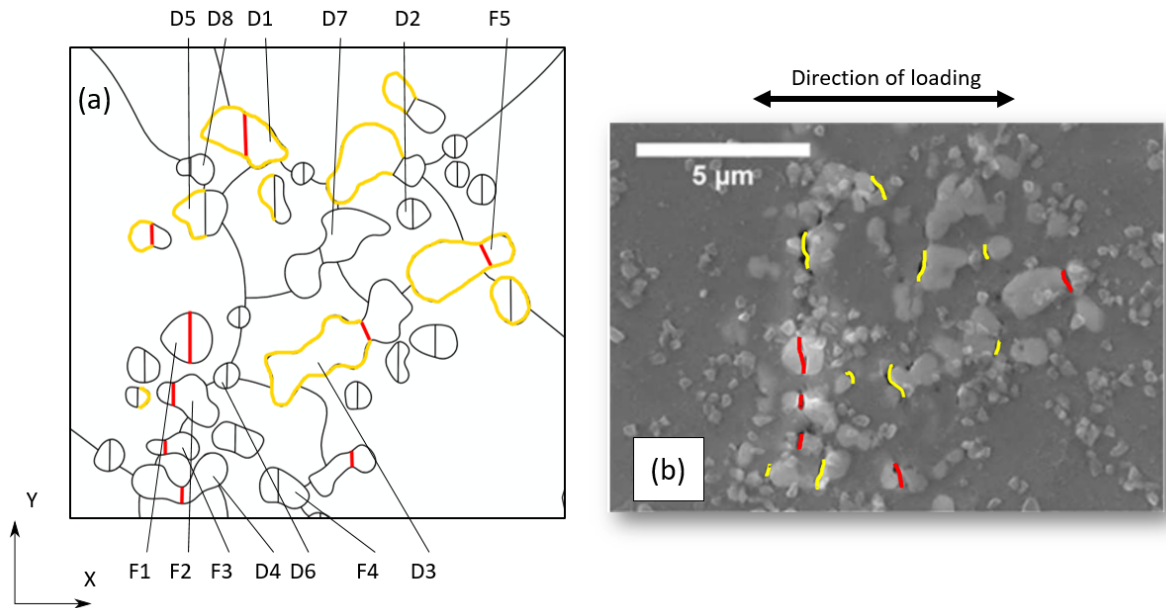 D5 D8 D1 D7 D2 F5
(a)
Direction of loading
5 μm
(b)
Y
X
F1 F2 F3 D4 D6 F4 D3